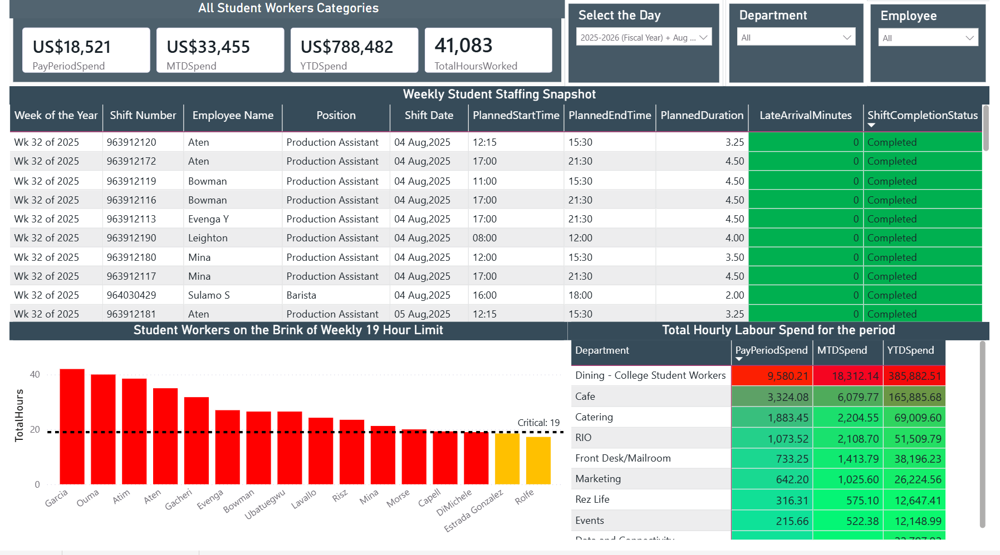 All Student Workers Categories
US$18,521
PayPeriodSpend
US$33,455
MTDSpend
US$788,482
YTDSpend
41,083
TotalHoursWorked
Select the Day
2025-2026 (Fiscal Year) + Aug ...
Department
All
Employee
All
Weekly Student Staffing Snapshot
Week of the Year Shift Number Employee Name Position Shift Date PlannedStartTime PlannedEndTime PlannedDuration LateArrivalMinutes ShiftCompletionStatus
Wk 32 of 2025 963912120 Aten Production Assistant 04 Aug,2025 12:15 15:30 3.25 0 Completed
Wk 32 of 2025 963912172 Aten Production Assistant 04 Aug,2025 17:00 21:30 4.50 0 Completed
Wk 32 of 2025 963912119 Bowman Production Assistant 04 Aug,2025 11:00 15:30 4.50 0 Completed
Wk 32 of 2025 963912116 Bowman Production Assistant 04 Aug,2025 17:00 21:30 4.50 0 Completed
Wk 32 of 2025 963912113 Evenga Y Production Assistant 04 Aug,2025 17:00 21:30 4.50 0 Completed
Wk 32 of 2025 963912190 Leighton Production Assistant 04 Aug,2025 08:00 12:00 4.00 0 Completed
Wk 32 of 2025 963912180 Mina Production Assistant 04 Aug,2025 12:00 15:30 3.50 0 Completed
Wk 32 of 2025 963912117 Mina Production Assistant 04 Aug,2025 17:00 21:30 4.50 0 Completed
Wk 32 of 2025 964030429 Sulamo S Barista 04 Aug,2025 16:00 18:00 2.00 0 Completed
Wk 32 of 2025 963912181 Aten Production Assistant 05 Aug,2025 12:15 15:30 3.25 0 Completed
Student Workers on the Brink of Weekly 19 Hour Limit
TotalHours
40
20
0
Critical: 19
Garcia
Ouma
Atim
Aten
Gacheri
Evenga
Bowman
Ubatuegwu
Lavallo
Risz
Mina
Morse
Capell
DiMichele
Estrada Gonzalez
Rolfe
Total Hourly Labour Spend for the period
Department PayPeriodSpend MTDSpend YTDSpend
Dining - College Student Workers 9,580.21 18,312.14 385,882.51
Cafe 3,324.08 6,079.77 165,885.68
Catering 1,883.45 2,204.55 69,009.60
RIO 1,073.52 2,108.70 51,509.79
Front Desk/Mailroom 733.25 1,413.79 38,196.23
Marketing 642.20 1,025.60 26,224.56
Rez Life 316.31 575.10 12,647.41
Events 215.66 522.38 12,148.99
Data and Connectivity